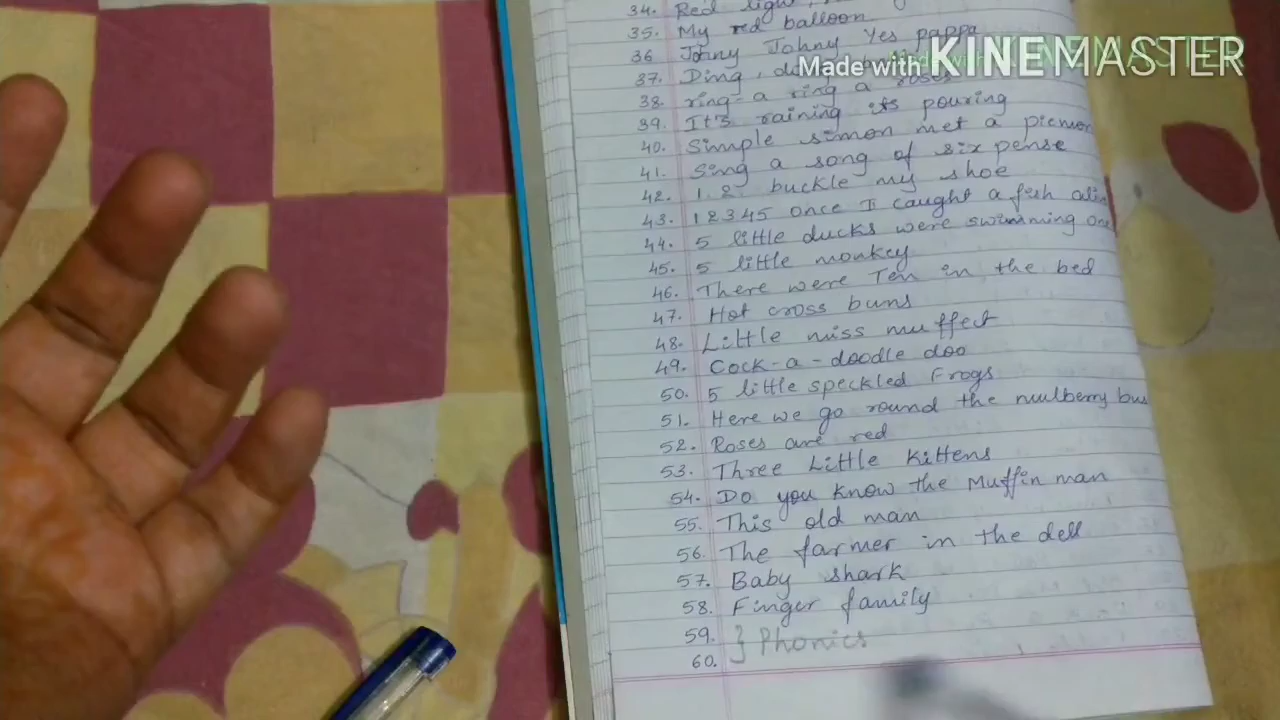 34. Red light,
35. My red balloon
36 Johny Johny Yes pappa
Made with KINEMASTER
37. Ding,
38. ring-a ring a roses
39. It's raining its pouring
40. Simple simon met a piemon
41. Sing a song of six pense
42. 1. 2. buckle my shoe
43. 12345 once I caught a fish aliv
44. 5 little ducks were swimming one
45. 5 little monkey
46. There were Ten in the bed
47. Hot cross buns
48. Little miss muffect
49. Cock-a-doodle doo
50. 5 little speckled Frogs
51. Here we go round the mulberry bus
52. Roses are red
53. Three Little Kittens
54. Do you know the Muffin man
55. This old man
56. The farmer in the dell
57. Baby shark
58. Finger family
59. } Phonics
60.